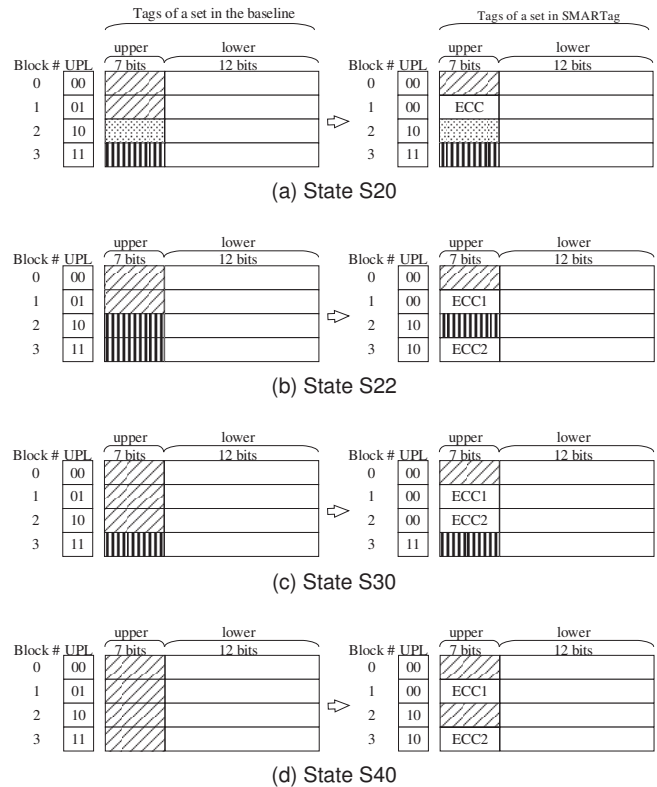 Tags of a set in the baseline Tags of a set in SMARTag
upper lower upper lower
Block # UPL 7 bits 12 bits Block # UPL 7 bits 12 bits
0 00 0 00
1 01 1 00 ECC
2 10 2 10
3 11 3 11
(a) State S20
upper lower upper lower
Block # UPL 7 bits 12 bits Block # UPL 7 bits 12 bits
0 00 0 00
1 01 1 00 ECC1
2 10 2 10
3 11 3 10 ECC2
(b) State S22
upper lower upper lower
Block # UPL 7 bits 12 bits Block # UPL 7 bits 12 bits
0 00 0 00
1 01 1 00 ECC1
2 10 2 00 ECC2
3 11 3 11
(c) State S30
upper lower upper lower
Block # UPL 7 bits 12 bits Block # UPL 7 bits 12 bits
0 00 0 00
1 01 1 00 ECC1
2 10 2 10
3 11 3 10 ECC2
(d) State S40